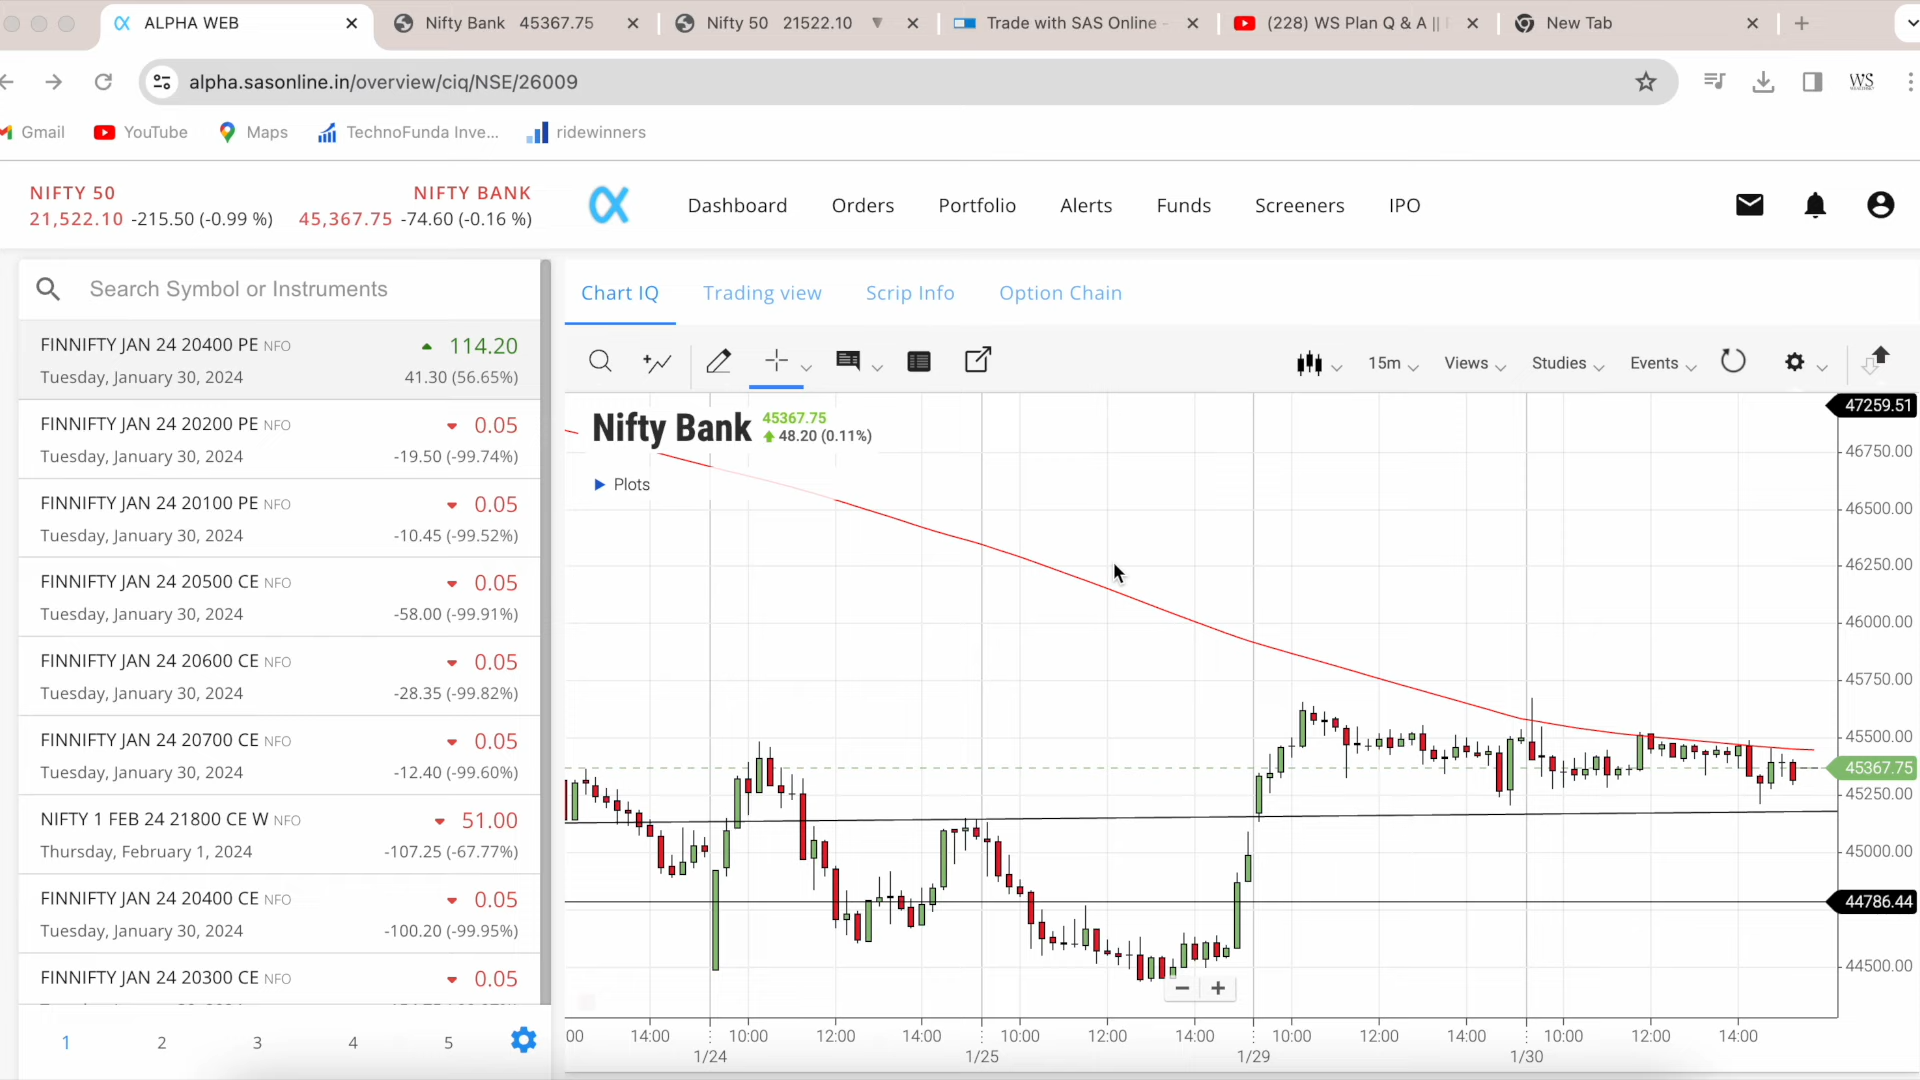 ALPHA WEB
Nifty Bank 45367.75
Nifty 50 21522.10
Trade with SAS Online -
(228) WS Plan Q & A ||
New Tab
alpha.sasonline.in/overview/ciq/NSE/26009
WS
Gmail
YouTube
Maps
TechnoFunda Inve...
ridewinners
NIFTY 50
21,522.10 -215.50 (-0.99 %)
NIFTY BANK
45,367.75 -74.60 (-0.16 %)
Dashboard
Orders
Portfolio
Alerts
Funds
Screeners
IPO
Search Symbol or Instruments
FINNIFTY JAN 24 20400 PE NFO 114.20
Tuesday, January 30, 2024 41.30 (56.65%)
FINNIFTY JAN 24 20200 PE NFO 0.05
Tuesday, January 30, 2024 -19.50 (-99.74%)
FINNIFTY JAN 24 20100 PE NFO 0.05
Tuesday, January 30, 2024 -10.45 (-99.52%)
FINNIFTY JAN 24 20500 CE NFO 0.05
Tuesday, January 30, 2024 -58.00 (-99.91%)
FINNIFTY JAN 24 20600 CE NFO 0.05
Tuesday, January 30, 2024 -28.35 (-99.82%)
FINNIFTY JAN 24 20700 CE NFO 0.05
Tuesday, January 30, 2024 -12.40 (-99.60%)
NIFTY 1 FEB 24 21800 CE W NFO 51.00
Thursday, February 1, 2024 -107.25 (-67.77%)
FINNIFTY JAN 24 20400 CE NFO 0.05
Tuesday, January 30, 2024 -100.20 (-99.95%)
FINNIFTY JAN 24 20300 CE NFO 0.05
1 2 3 4 5
Chart IQ
Trading view
Scrip Info
Option Chain
15m
Views
Studies
Events
Nifty Bank
45367.75
48.20 (0.11%)
Plots
47259.51
46750.00
46500.00
46250.00
46000.00
45750.00
45500.00
45367.75
45250.00
45000.00
44786.44
44500.00
00 14:00 10:00 12:00 14:00 10:00 12:00 14:00 10:00 12:00 14:00 10:00 12:00 14:00
1/24 1/25 1/29 1/30